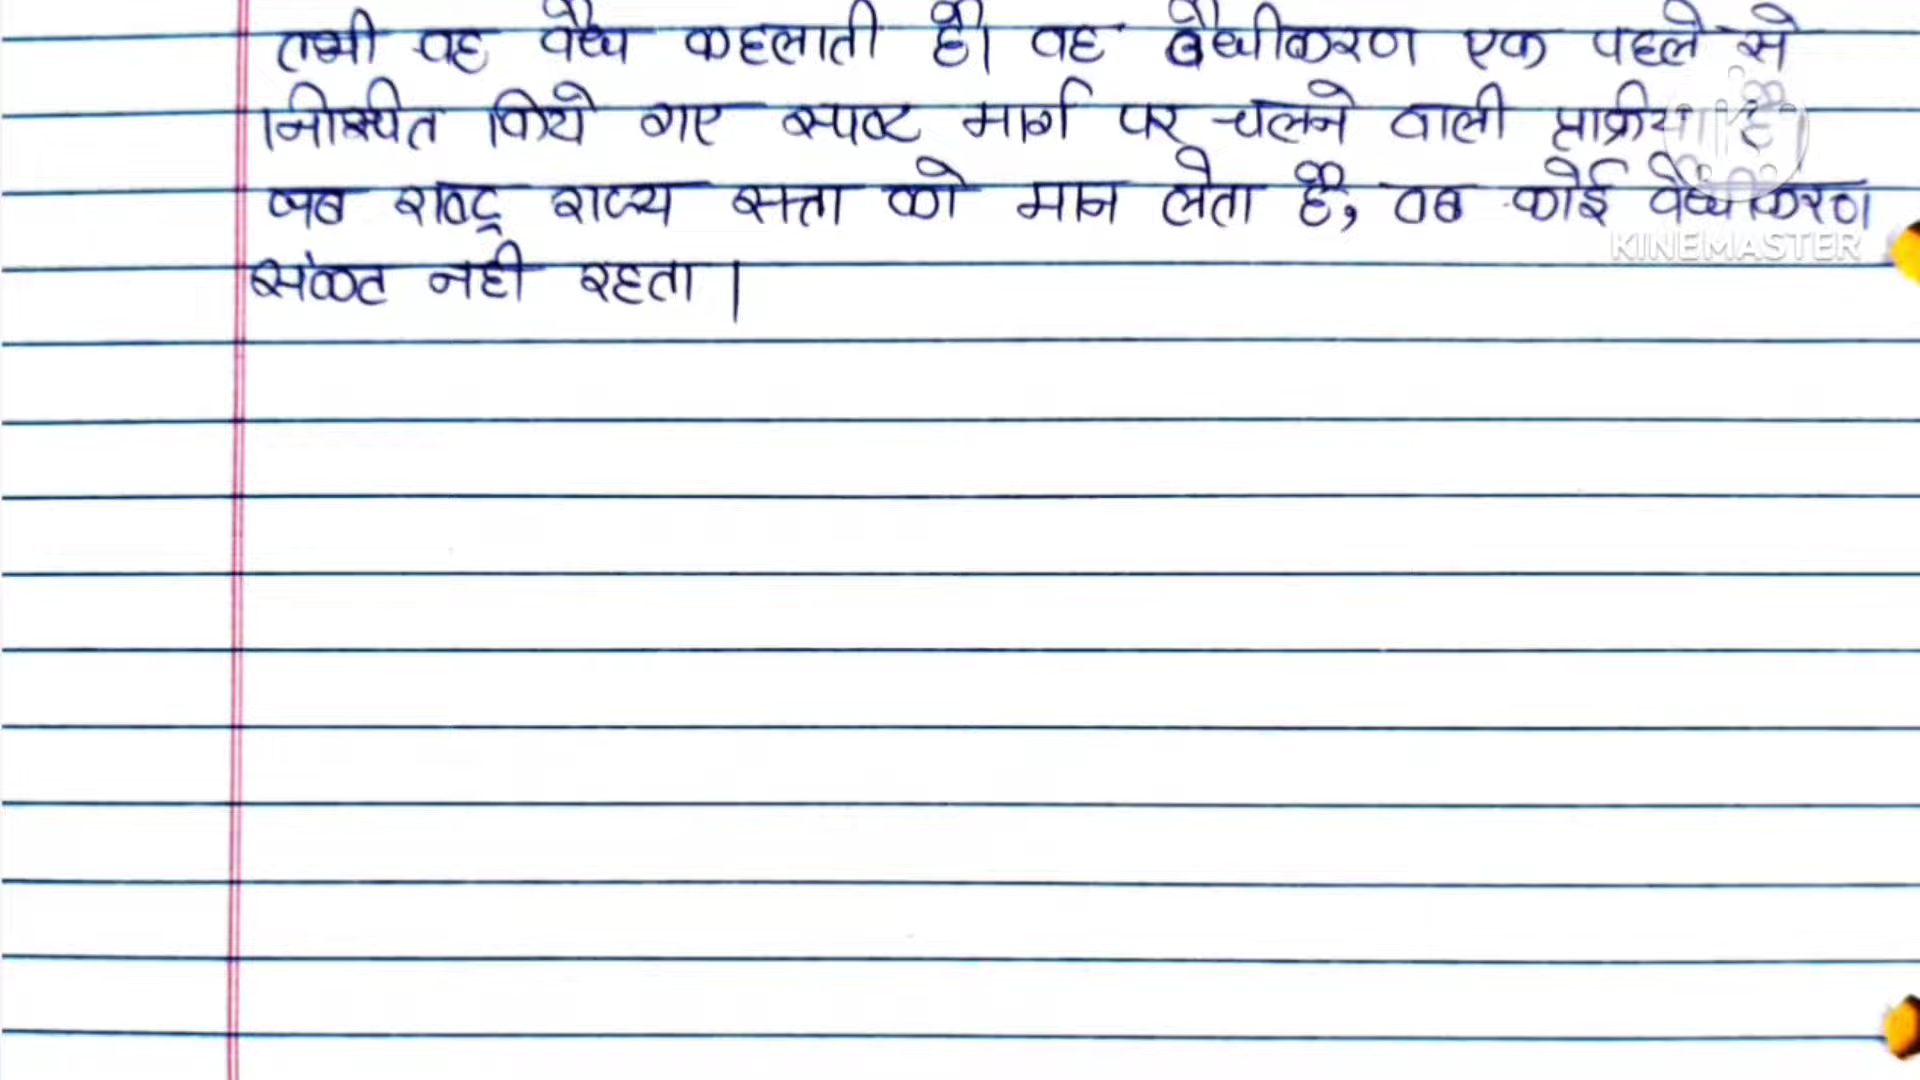 तभी वह वैध कहलाती है। वह वैधीकरण एक पहले से
निश्चित किये गए स्पष्ट मार्ग पर चलने वाली प्रक्रिया है।
जब राष्ट्र राज्य सत्ता को मान लेता है, तब कोई वैधीकरण
KINEMASTER
संकट नही रहता।